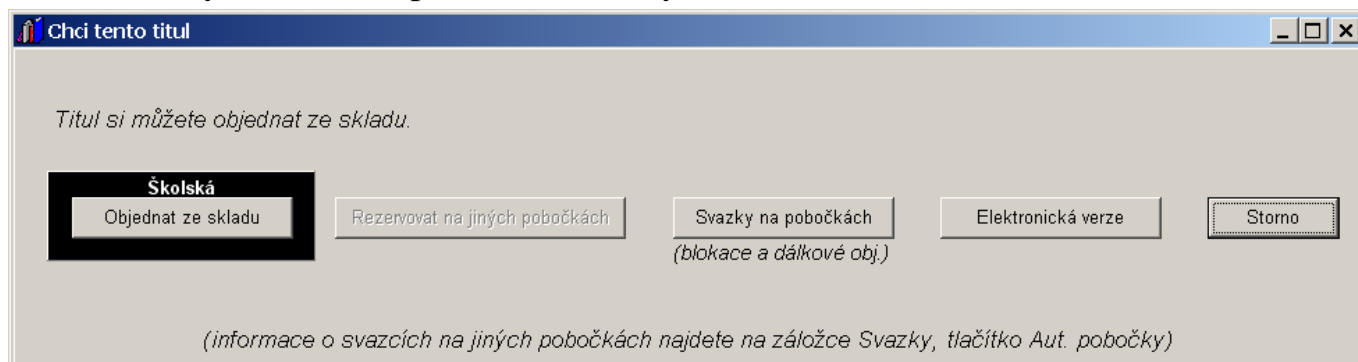 Chci tento titul
Titul si můžete objednat ze skladu.
Školská
Objednat ze skladu
Rezervovat na jiných pobočkách
Svazky na pobočkách
Elektronická verze
Storno
(blokace a dálkové obj.)
(informace o svazcích na jiných pobočkách najdete na záložce Svazky, tlačítko Aut. pobočky)